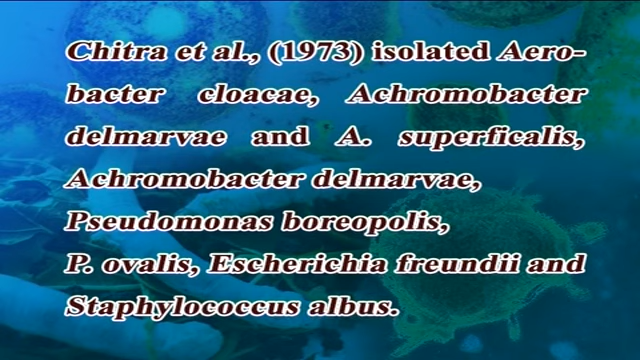 Chitra et al., (1973) isolated Aero-
bacter cloacae, Achromobacter
delmarvae and A. superficalis,
Achromobacter delmarvae,
Pseudomonas boreopolis,
P. ovalis, Escherichia freundii and
Staphylococcus albus.